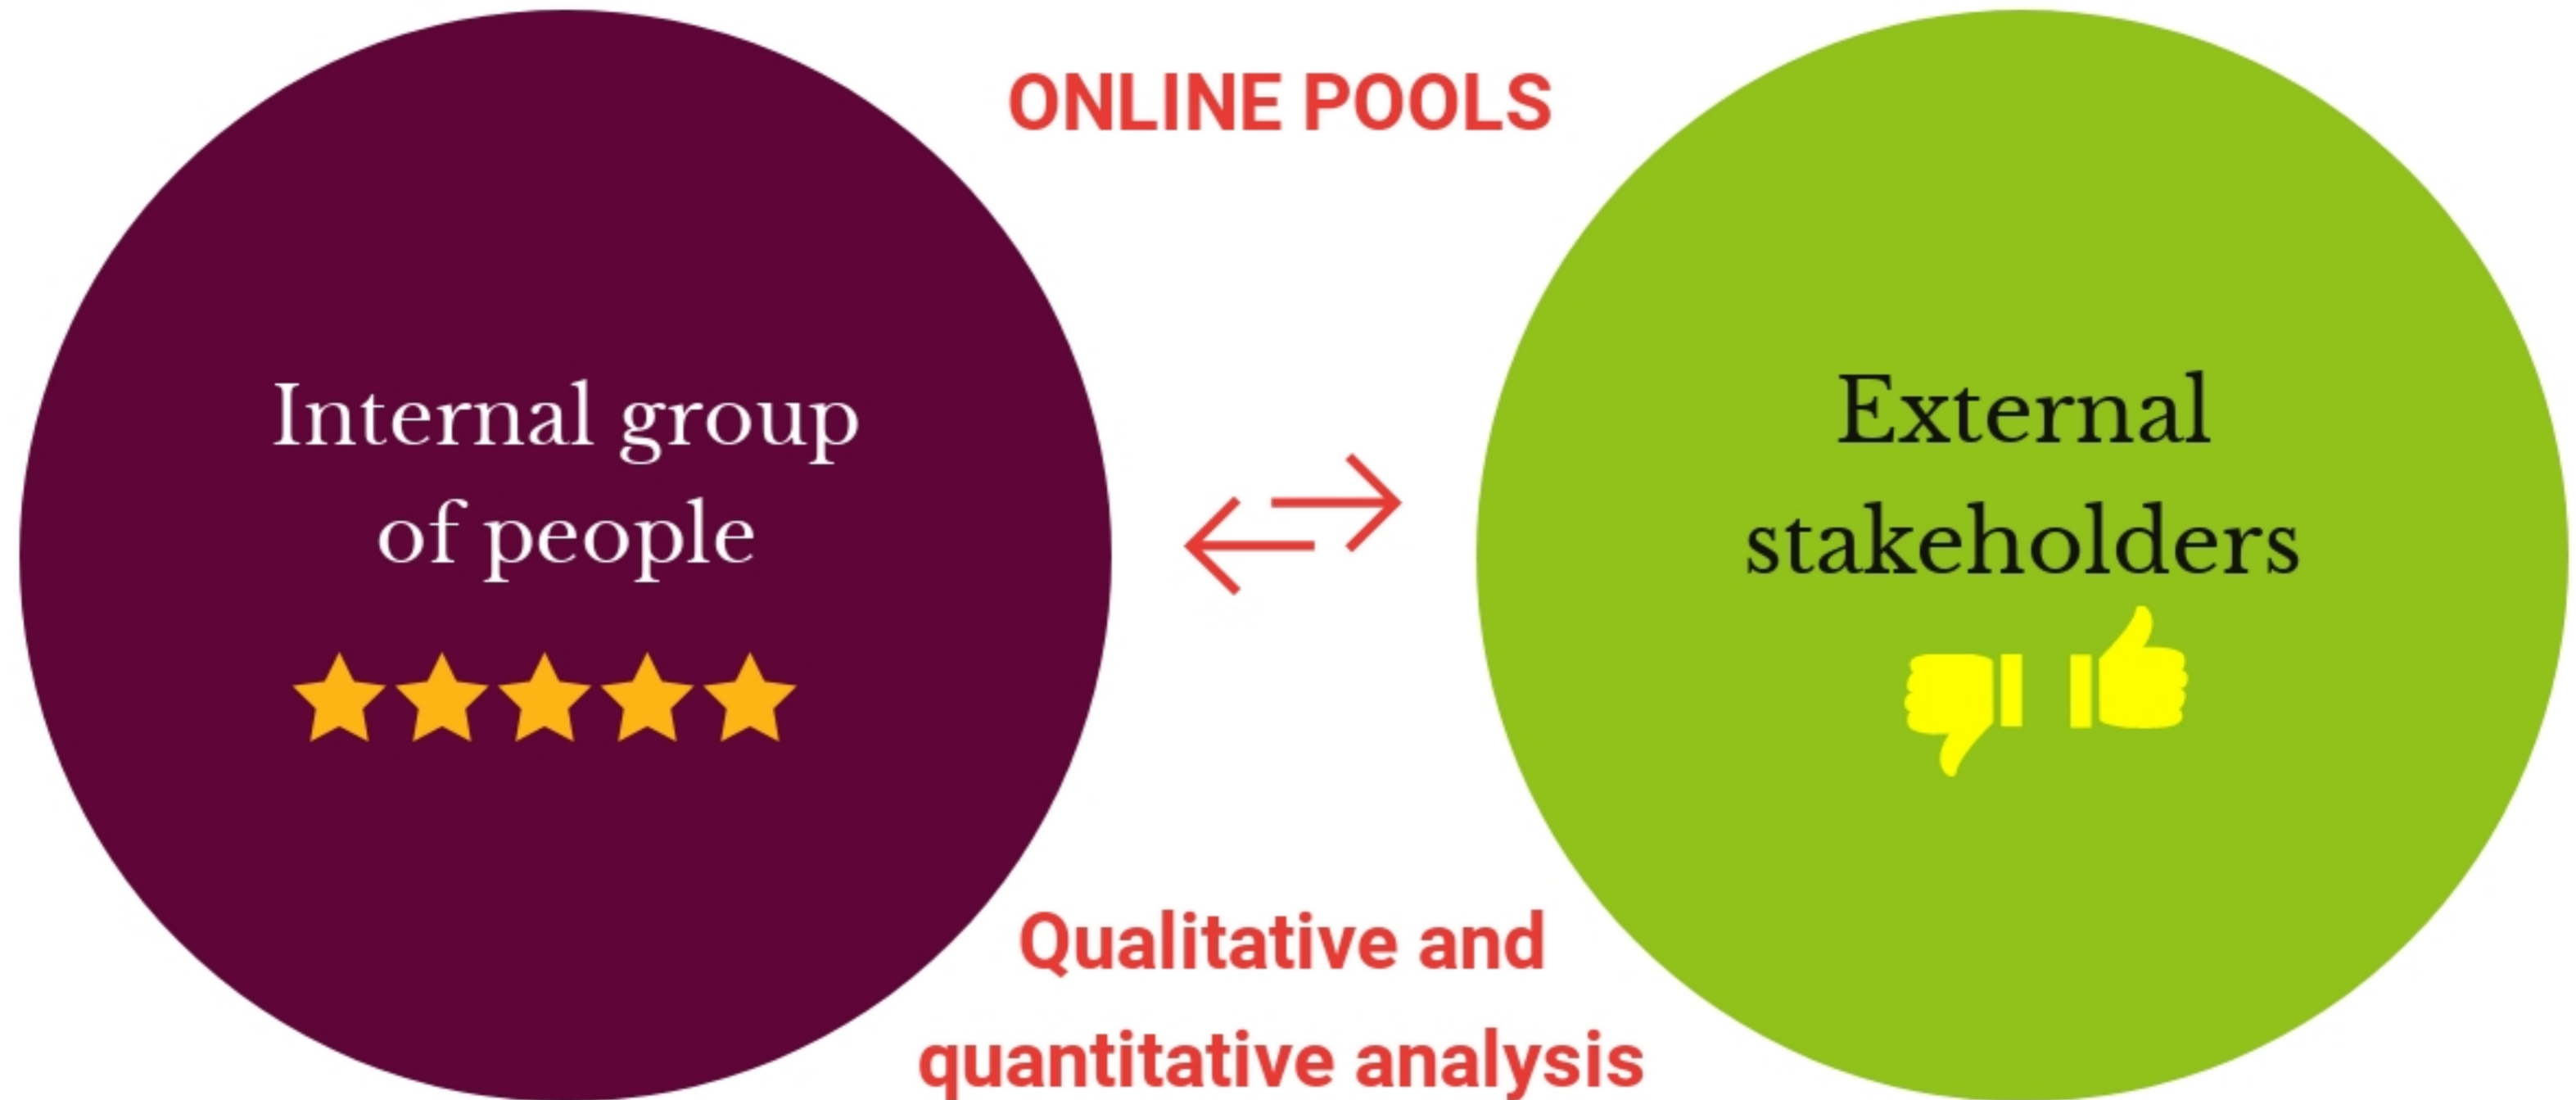 ONLINE POOLS
Internal group
of people
External
stakeholders
Qualitative and
quantitative analysis